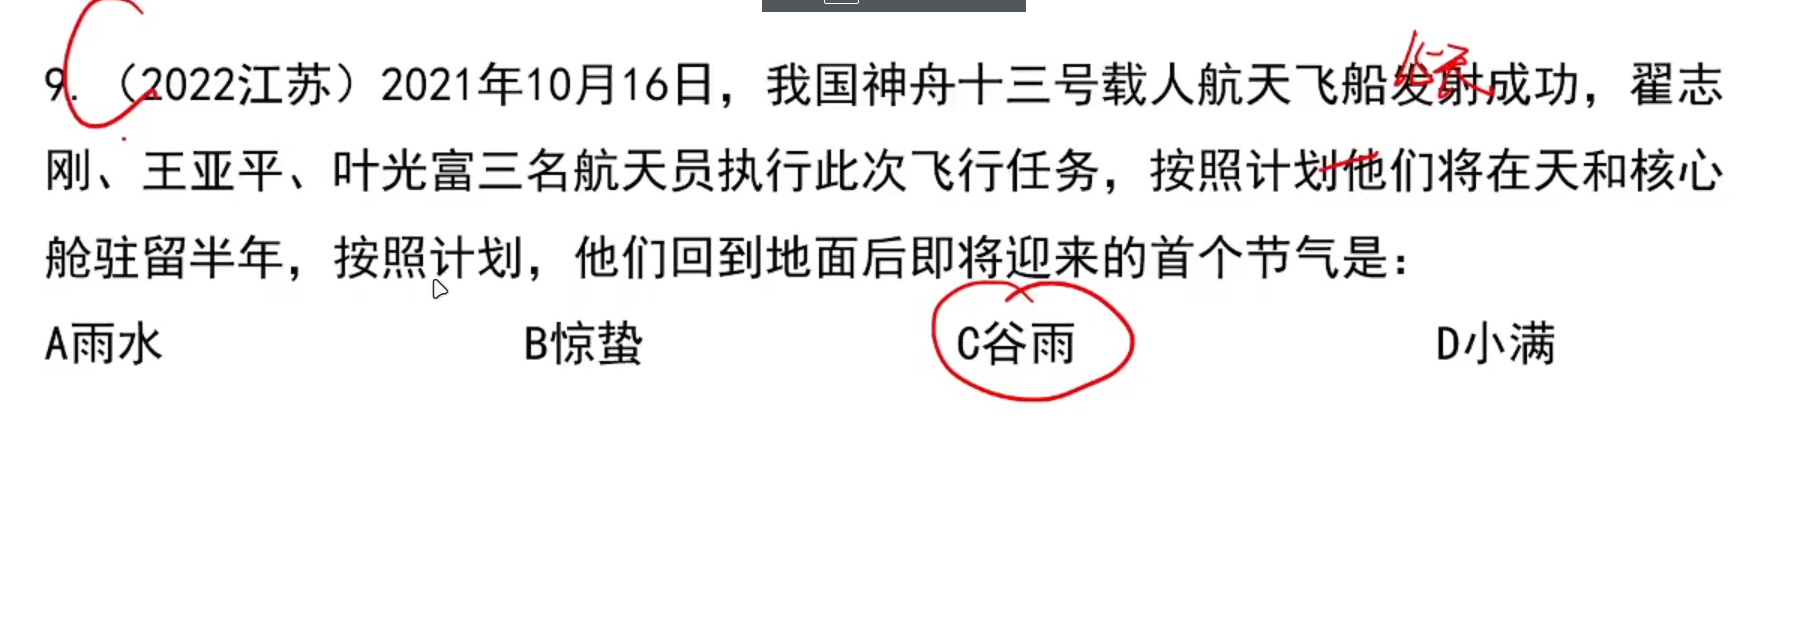 9.（2022江苏）2021年10月16日，我国神舟十三号载人航天飞船发射成功，翟志
刚、王亚平、叶光富三名航天员执行此次飞行任务，按照计划他们将在天和核心
舱驻留半年，按照计划，他们回到地面后即将迎来的首个节气是：
A雨水 B惊蛰 C谷雨 D小满